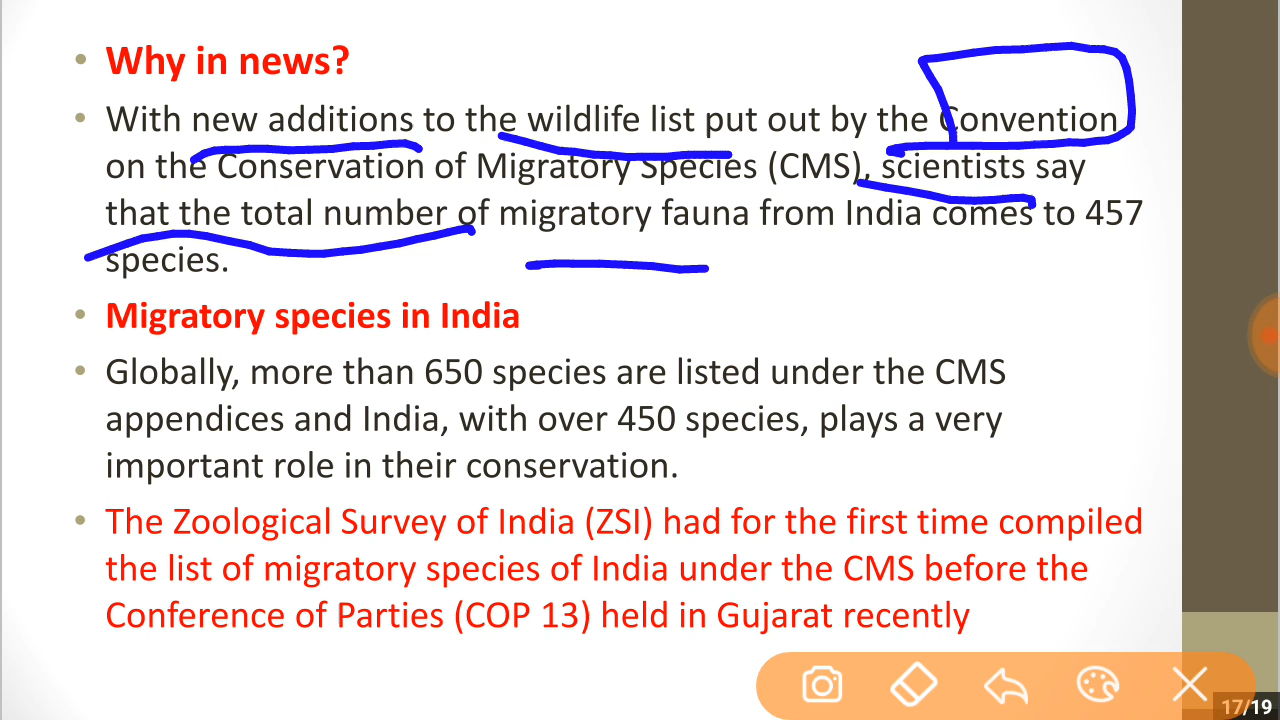 Why in news?
With new additions to the wildlife list put out by the Convention
on the Conservation of Migratory Species (CMS), scientists say
that the total number of migratory fauna from India comes to 457
species.
Migratory species in India
Globally, more than 650 species are listed under the CMS
appendices and India, with over 450 species, plays a very
important role in their conservation.
The Zoological Survey of India (ZSI) had for the first time compiled
the list of migratory species of India under the CMS before the
Conference of Parties (COP 13) held in Gujarat recently
17/19